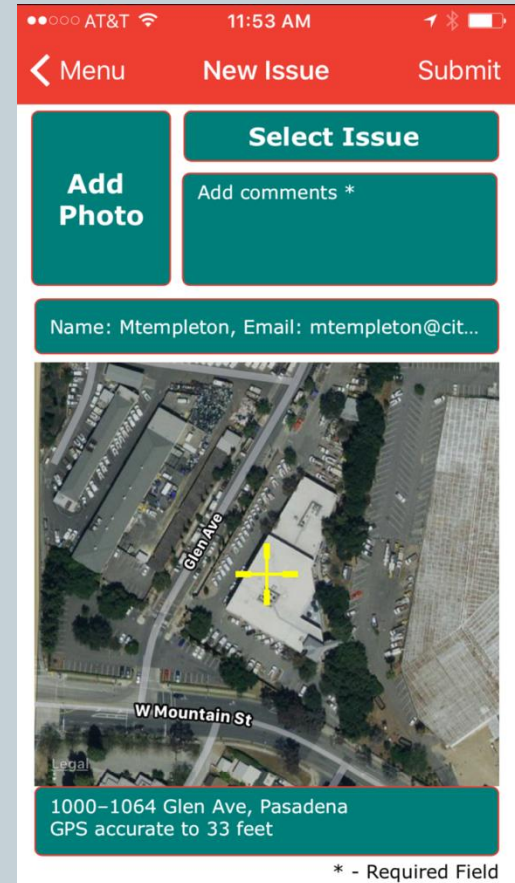 AT&T 11:53 AM
Menu New Issue Submit
Add
Photo
Select Issue
Add comments *
Name: Mtempleton, Email: mtempleton@cit...
Glen Ave
W Mountain St
Legal
1000–1064 Glen Ave, Pasadena
GPS accurate to 33 feet
* - Required Field